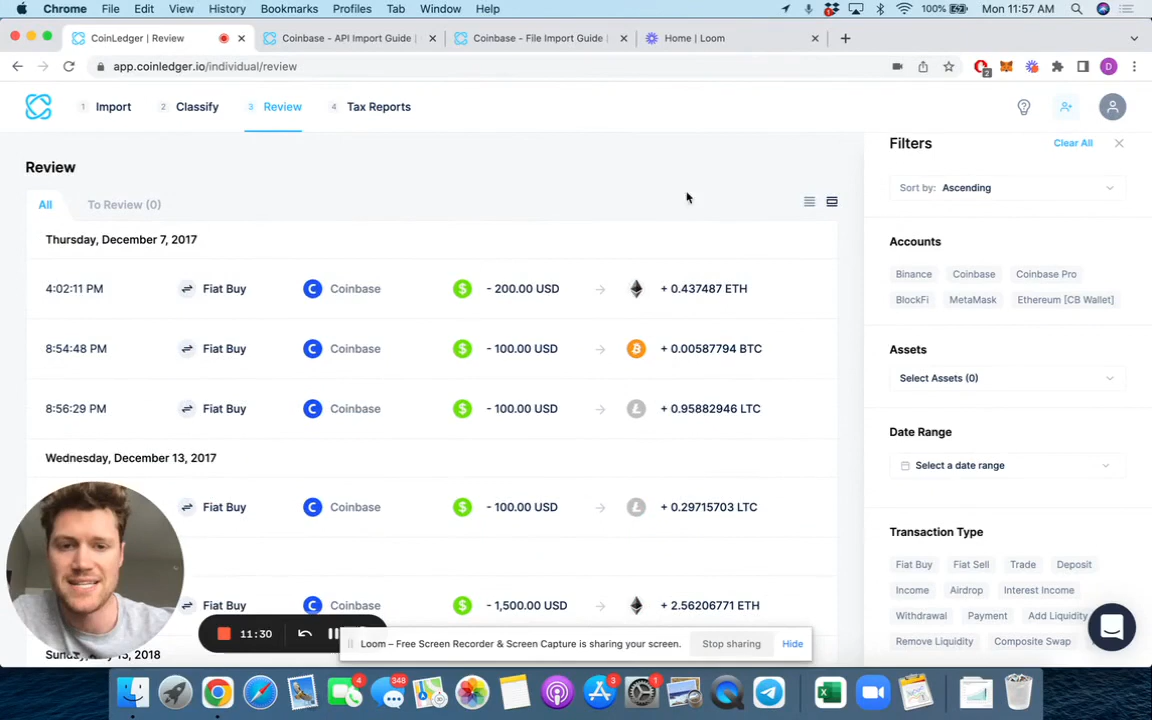 Chrome File Edit View History Bookmarks Profiles Tab Window Help 100% Mon 11:57 AM
CoinLedger | Review Coinbase - API Import Guide | Coinbase - File Import Guide | Home | Loom
app.coinledger.io/individual/review 2 D
1 Import 2 Classify 3 Review 4 Tax Reports
Filters Clear All
Review
Sort by: Ascending
All To Review (0)
Thursday, December 7, 2017
Accounts
Binance Coinbase Coinbase Pro
4:02:11 PM Fiat Buy Coinbase - 200.00 USD + 0.437487 ETH
BlockFi MetaMask Ethereum [CB Wallet]
8:54:48 PM Fiat Buy Coinbase - 100.00 USD + 0.00587794 BTC
Assets
Select Assets (0)
8:56:29 PM Fiat Buy Coinbase - 100.00 USD + 0.95882946 LTC
Date Range
Wednesday, December 13, 2017
Select a date range
Fiat Buy Coinbase - 100.00 USD + 0.29715703 LTC
Transaction Type
Fiat Buy Fiat Sell Trade Deposit
Income Airdrop Interest Income
Fiat Buy Coinbase - 1,500.00 USD + 2.56206771 ETH
Withdrawal Payment Add Liquidity
11:30
Loom – Free Screen Recorder & Screen Capture is sharing your screen. Stop sharing Hide
Remove Liquidity Composite Swap
4 348 3 1